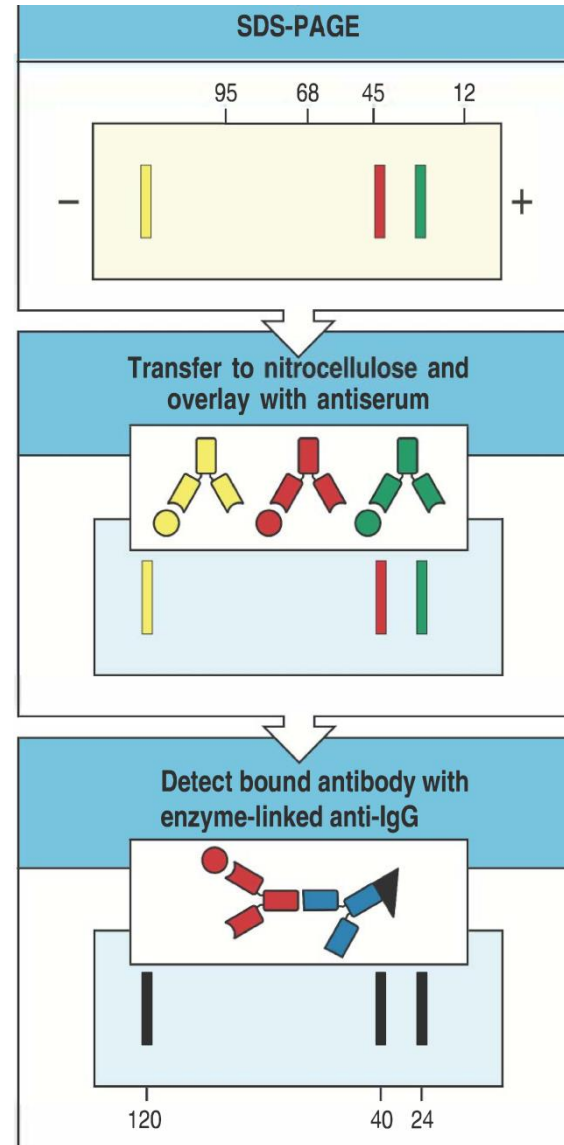 SDS-PAGE
95 68 45 12
− +
Transfer to nitrocellulose and
overlay with antiserum
Detect bound antibody with
enzyme-linked anti-IgG
120 40 24